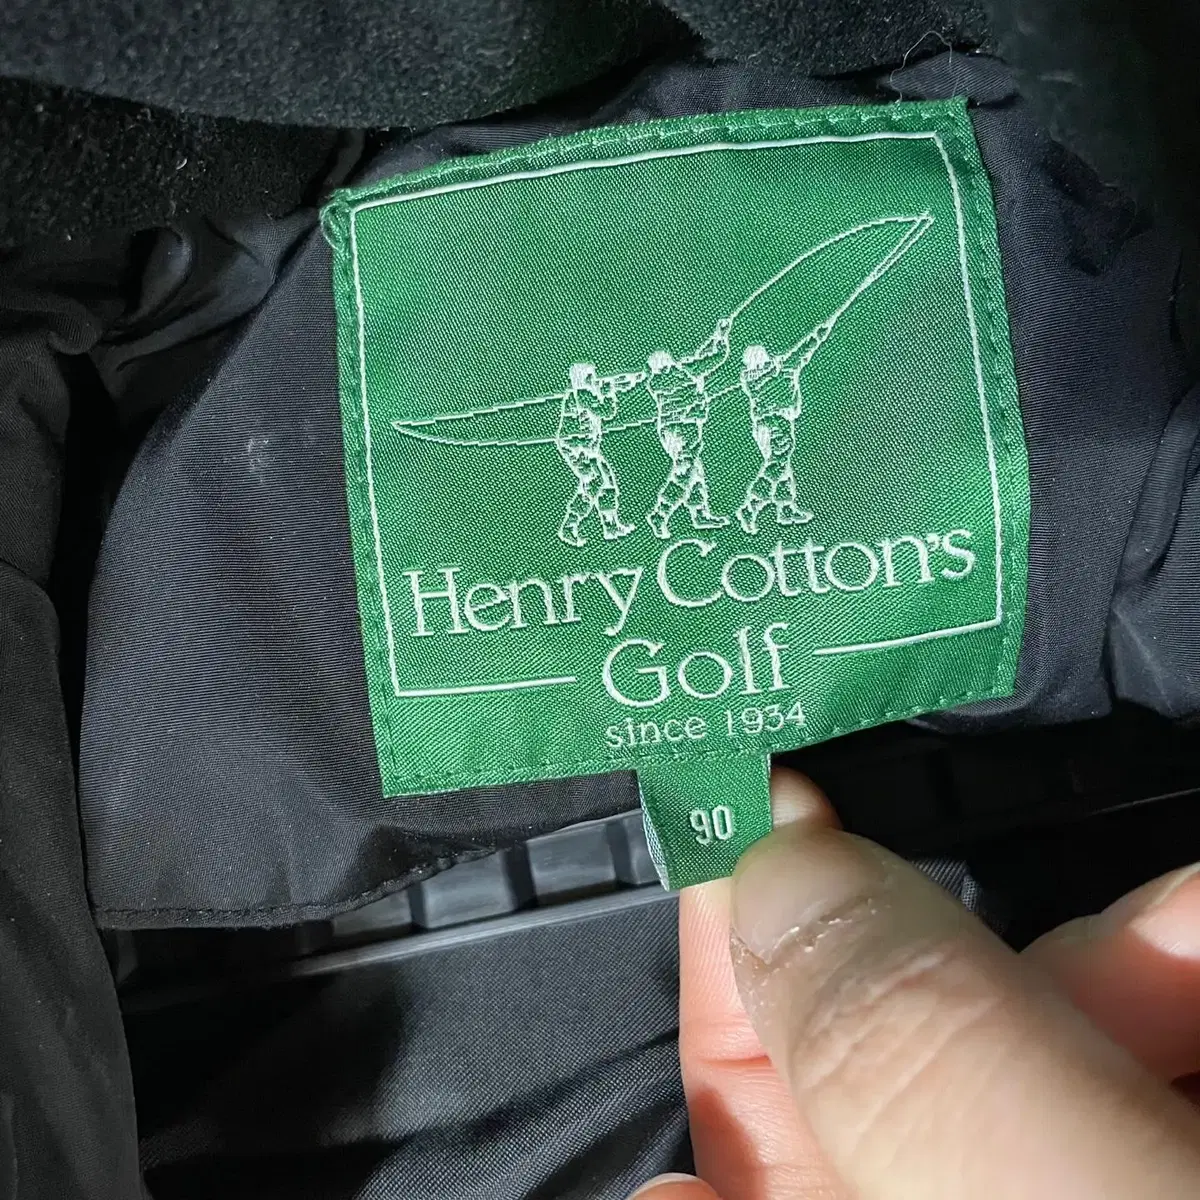 Henry Cotton's
Golf
since 1934
90